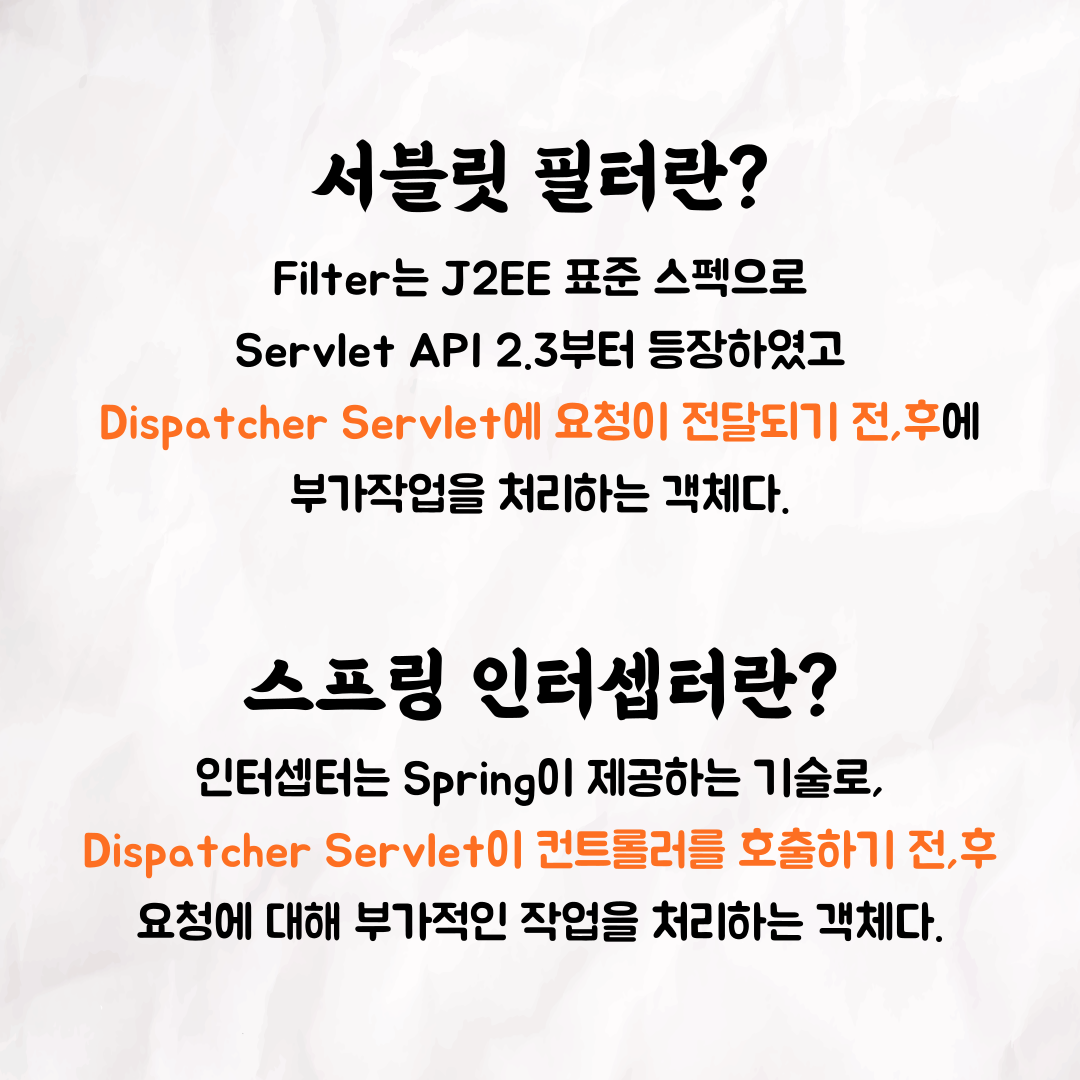 서블릿 필터란?
Filter는 J2EE 표준 스펙으로
Servlet API 2.3부터 등장하였고
Dispatcher Servlet에 요청이 전달되기 전,후에
부가작업을 처리하는 객체다.
스프링 인터셉터란?
인터셉터는 Spring이 제공하는 기술로,
Dispatcher Servlet이 컨트롤러를 호출하기 전,후
요청에 대해 부가적인 작업을 처리하는 객체다.